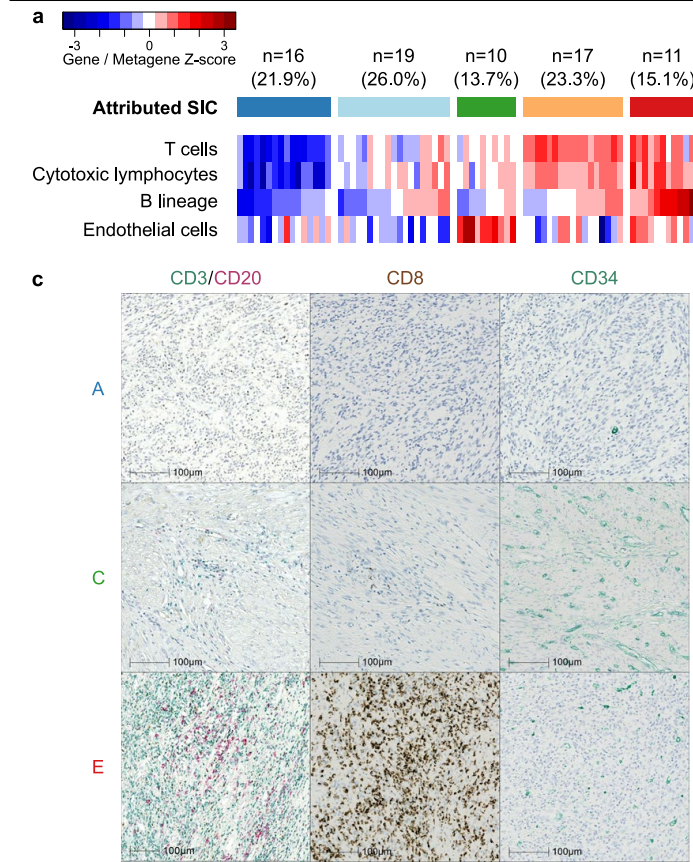 a
-3 0 3
Gene / Metagene Z-score
n=16 n=19 n=10 n=17 n=11
(21.9%) (26.0%) (13.7%) (23.3%) (15.1%)
Attributed SIC
T cells
Cytotoxic lymphocytes
B lineage
Endothelial cells
c
CD3/CD20 CD8 CD34
A
100µm 100µm 100µm
C
100µm 100µm 100µm
E
100µm 100µm 100µm